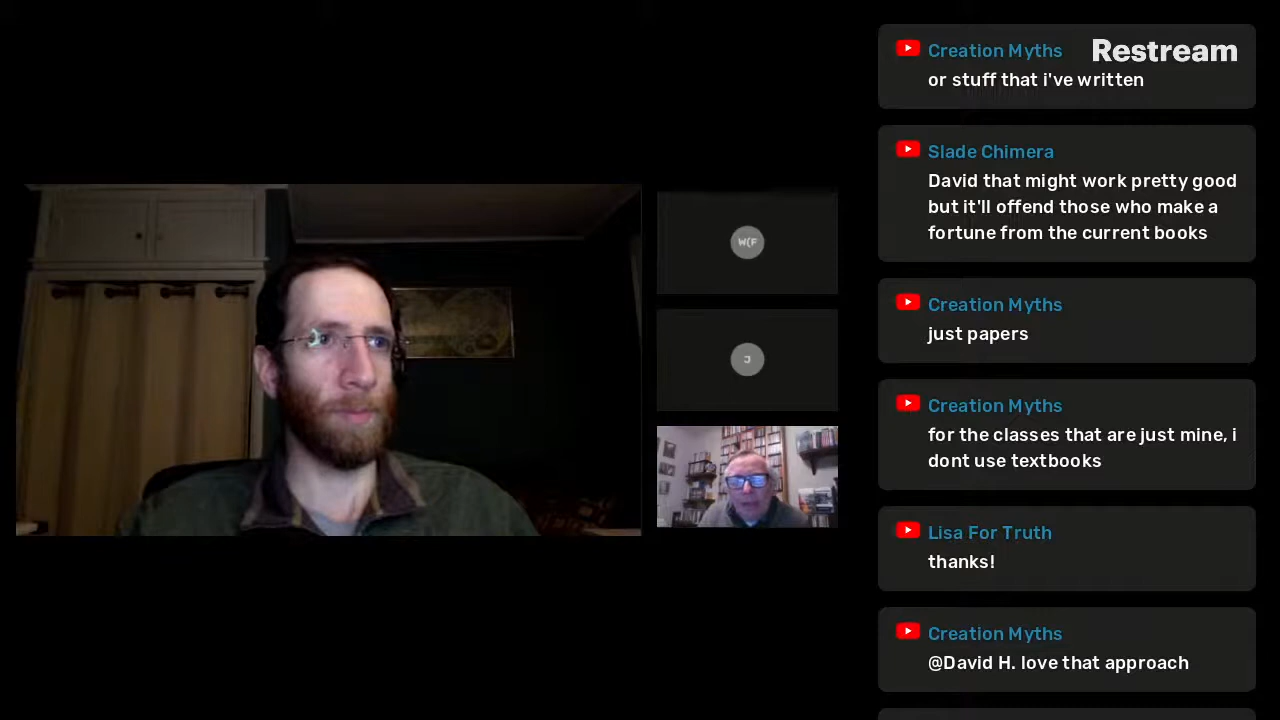 W(F
J
Restream
Creation Myths
or stuff that i've written
Slade Chimera
David that might work pretty good
but it'll offend those who make a
fortune from the current books
Creation Myths
just papers
Creation Myths
for the classes that are just mine, i
dont use textbooks
Lisa For Truth
thanks!
Creation Myths
@David H. love that approach